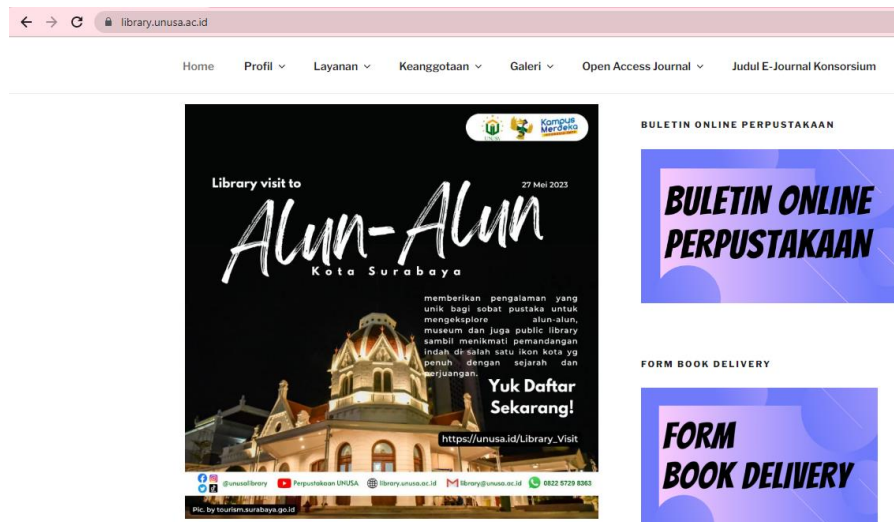 library.unusa.ac.id
Home Profil Layanan Keanggotaan Galeri Open Access Journal Judul E-Journal Konsorsium
UNUSA
Kampus
Merdeka
Library visit to
27 Mei 2023
Alun-Alun
Kota Surabaya
memberikan pengalaman yang
unik bagi sobat pustaka untuk
mengeksplore alun-alun,
museum dan juga public library
sambil menikmati pemandangan
indah di salah satu ikon kota yg
penuh dengan sejarah dan
perjuangan.
Yuk Daftar
Sekarang!
https://unusa.id/Library_Visit
@unusalibrary Perpustakaan UNUSA library.unusa.ac.id library@unusa.ac.id 0822 5729 8363
Pic. by tourism.surabaya.go.id
BULETIN ONLINE PERPUSTAKAAN
BULETIN ONLINE
PERPUSTAKAAN
FORM BOOK DELIVERY
FORM
BOOK DELIVERY